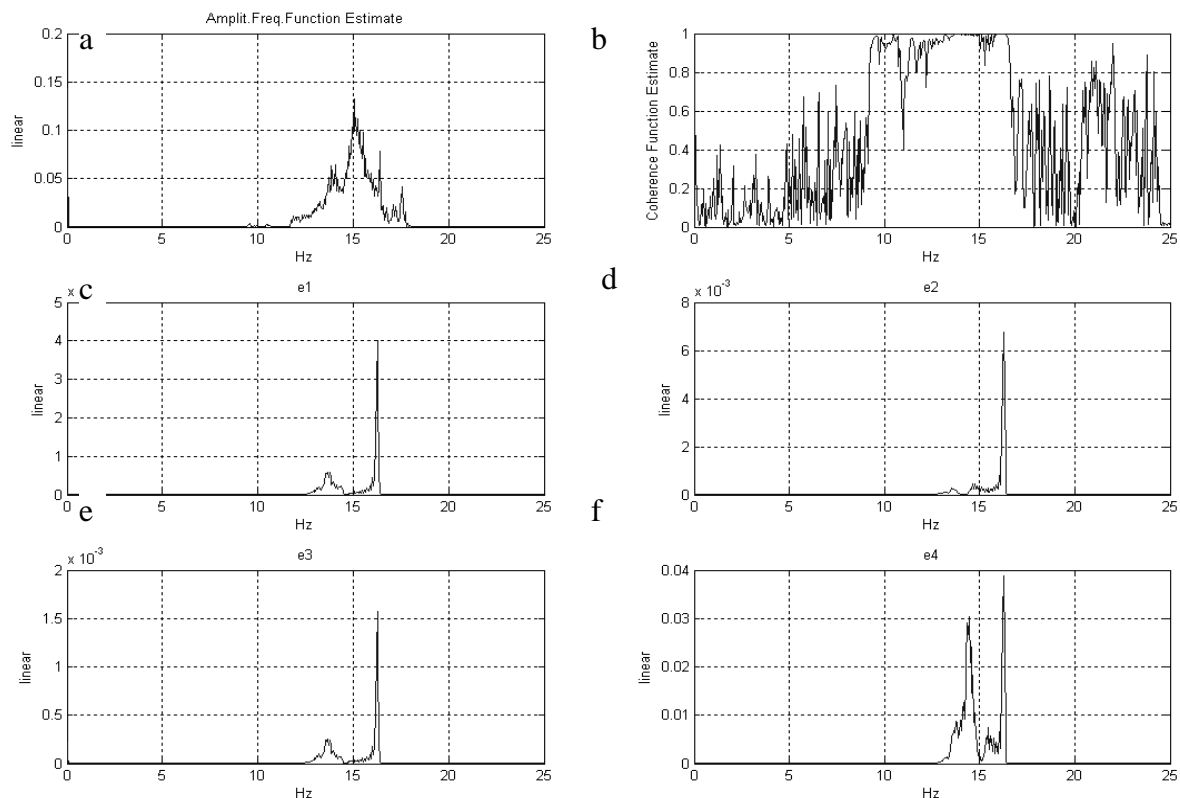 Amplit.Freq.Function Estimate
a
0.2
0.15
0.1
0.05
0
linear
0 5 10 15 20 25
Hz
b
1
0.8
0.6
0.4
0.2
0
Coherence Function Estimate
0 5 10 15 20 25
Hz
c
x
e1
5
4
3
2
1
0
linear
0 5 10 15 20 25
Hz
d
x 10⁻³
e2
8
6
4
2
0
linear
0 5 10 15 20 25
Hz
e
x 10⁻³
e3
2
1.5
1
0.5
0
linear
0 5 10 15 20 25
Hz
f
e4
0.04
0.03
0.02
0.01
0
linear
0 5 10 15 20 25
Hz